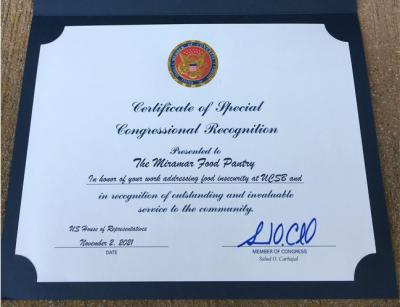 Certificate of Special
Congressional Recognition
Presented to
The Miramar Food Pantry
In honor of your work addressing food insecurity at UCSB and
in recognition of outstanding and invaluable
service to the community.
US House of Representatives
November 2, 2021
DATE
MEMBER OF CONGRESS
Salud O. Carbajal